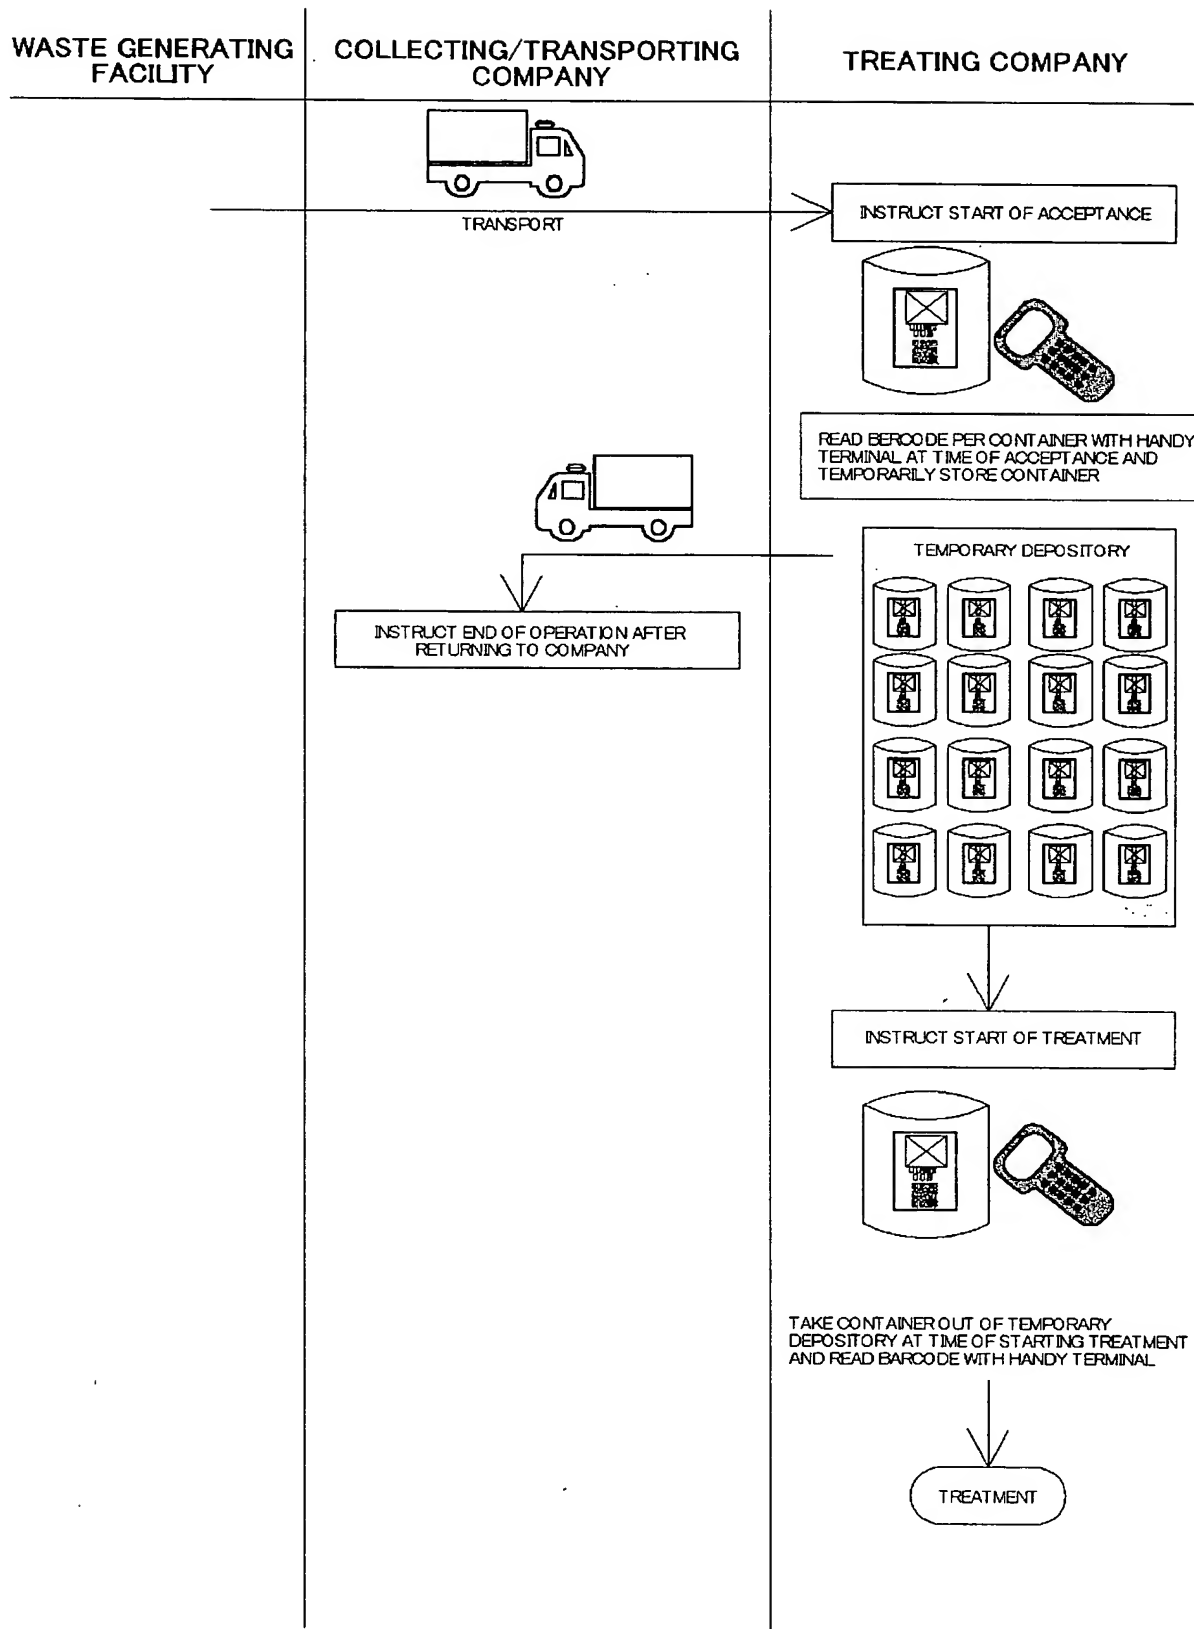 WASTE GENERATING
FACILITY
COLLECTING/TRANSPORTING
COMPANY
TREATING COMPANY
TRANSPORT
INSTRUCT START OF ACCEPTANCE
READ BERCODE PER CONTAINER WITH HANDY
TERMINAL AT TIME OF ACCEPTANCE AND
TEMPORARILY STORE CONTAINER
TEMPORARY DEPOSITORY
INSTRUCT END OF OPERATION AFTER
RETURNING TO COMPANY
INSTRUCT START OF TREATMENT
TAKE CONTAINER OUT OF TEMPORARY
DEPOSITORY AT TIME OF STARTING TREATMENT
AND READ BARCODE WITH HANDY TERMINAL
TREATMENT